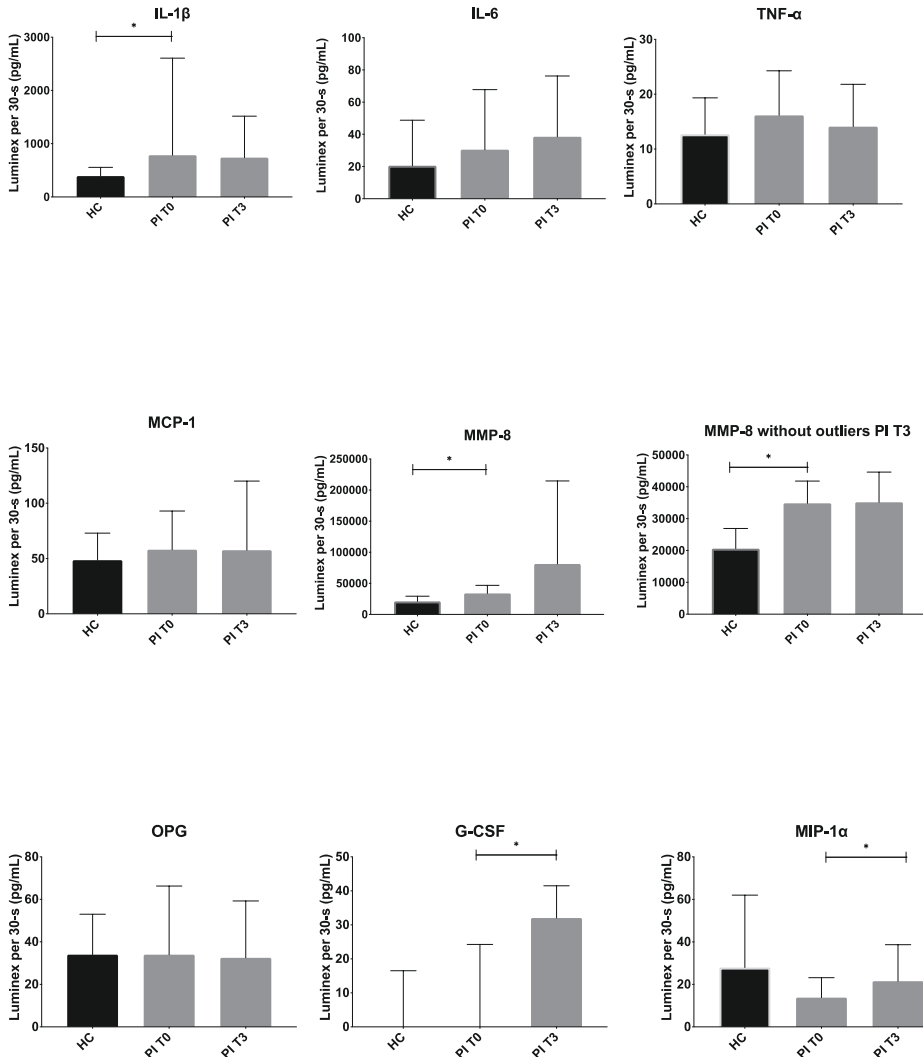 IL-1β
*
Luminex per 30-s (pg/mL)
3000
2000
1000
0
HC
PI T0
PI T3
IL-6
Luminex per 30-s (pg/mL)
100
80
60
40
20
0
HC
PI T0
PI T3
TNF-α
Luminex per 30-s (pg/mL)
30
20
10
0
HC
PI T0
PI T3
MCP-1
Luminex per 30-s (pg/mL)
150
100
50
0
HC
PI T0
PI T3
MMP-8
*
Luminex per 30-s (pg/mL)
250000
200000
150000
100000
50000
0
HC
PI T0
PI T3
MMP-8 without outliers PI T3
*
Luminex per 30-s (pg/mL)
50000
40000
30000
20000
10000
0
HC
PI T0
PI T3
OPG
Luminex per 30-s (pg/mL)
80
60
40
20
0
HC
PI T0
PI T3
G-CSF
*
Luminex per 30-s (pg/mL)
50
40
30
20
10
0
HC
PI T0
PI T3
MIP-1α
*
Luminex per 30-s (pg/mL)
80
60
40
20
0
HC
PI T0
PI T3